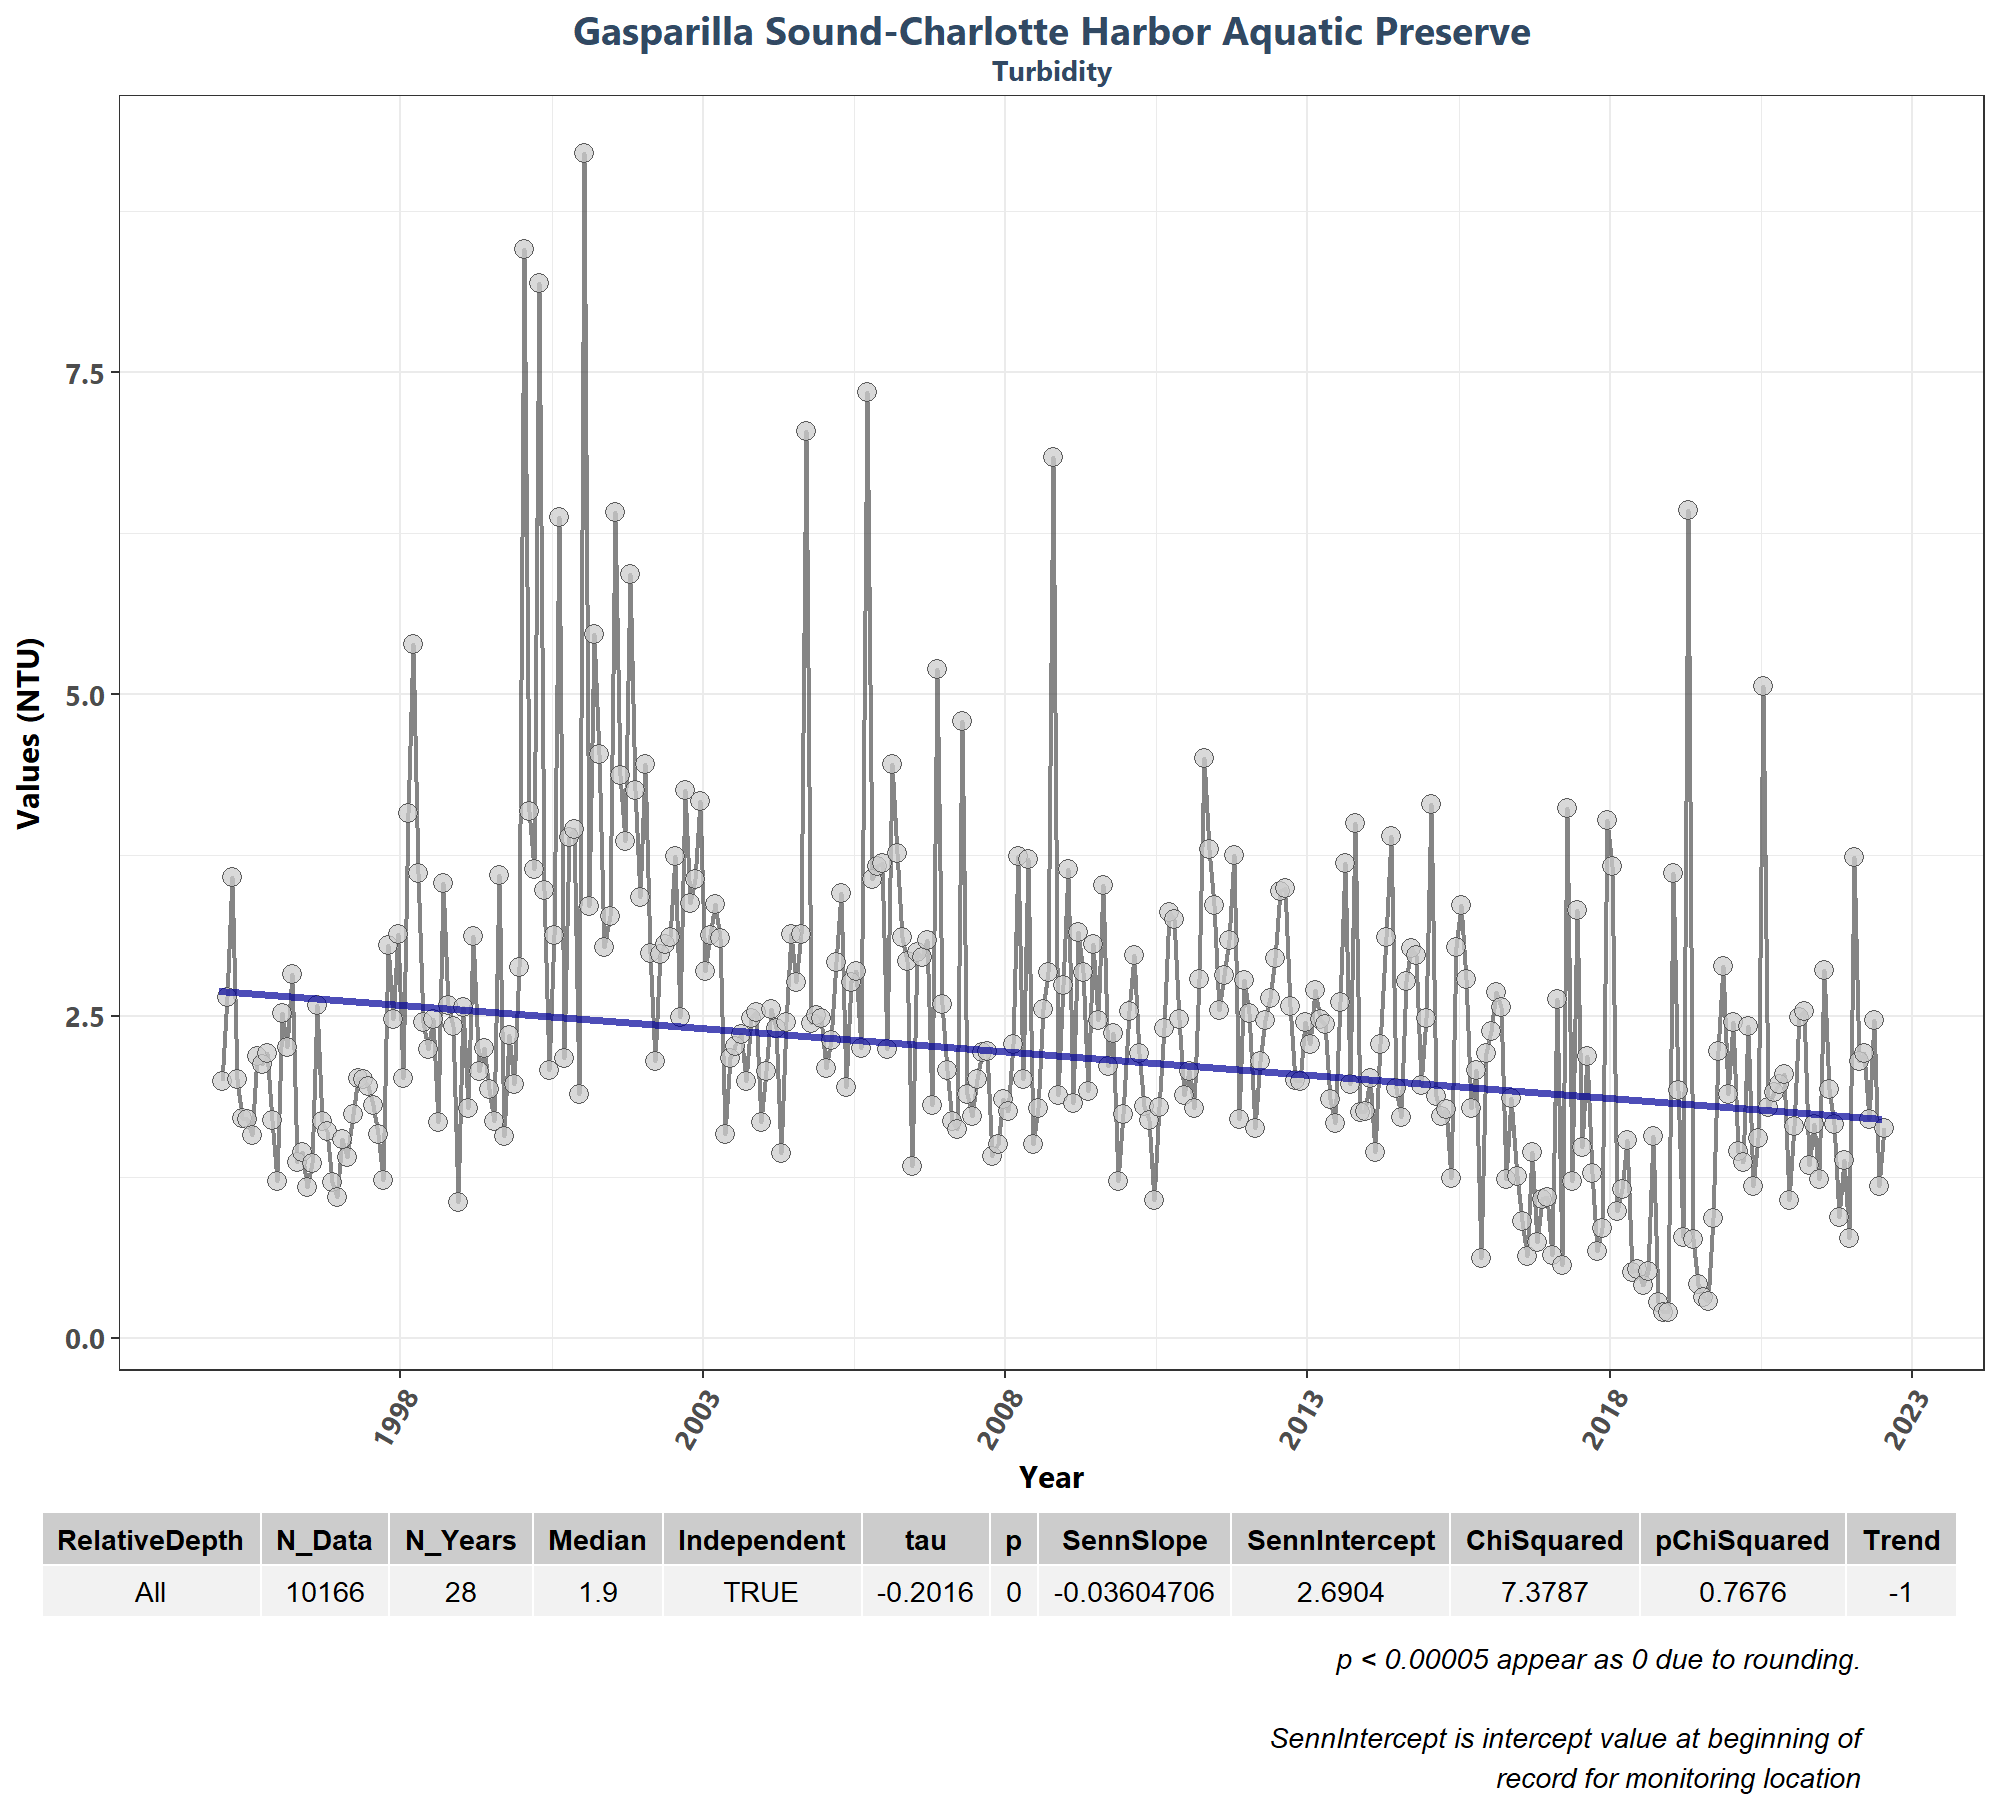 Gasparilla Sound-Charlotte Harbor Aquatic Preserve
Turbidity
Values (NTU)
7.5
5.0
2.5
0.0
1998 2003 2008 2013 2018 2023
Year
RelativeDepth N_Data N_Years Median Independent tau p SennSlope SennIntercept ChiSquared pChiSquared Trend
All 10166 28 1.9 TRUE -0.2016 0 -0.03604706 2.6904 7.3787 0.7676 -1
p < 0.00005 appear as 0 due to rounding.
SennIntercept is intercept value at beginning of
record for monitoring location